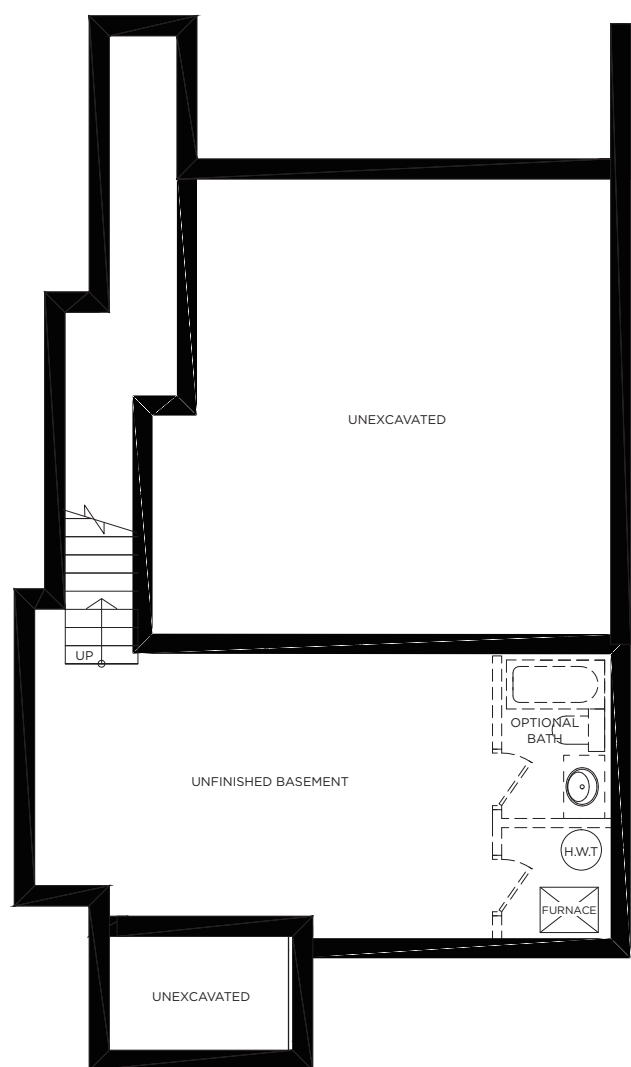 UNEXCAVATED
UP
OPTIONAL
BATH
UNFINISHED BASEMENT
H.W.T
FURNACE
UNEXCAVATED